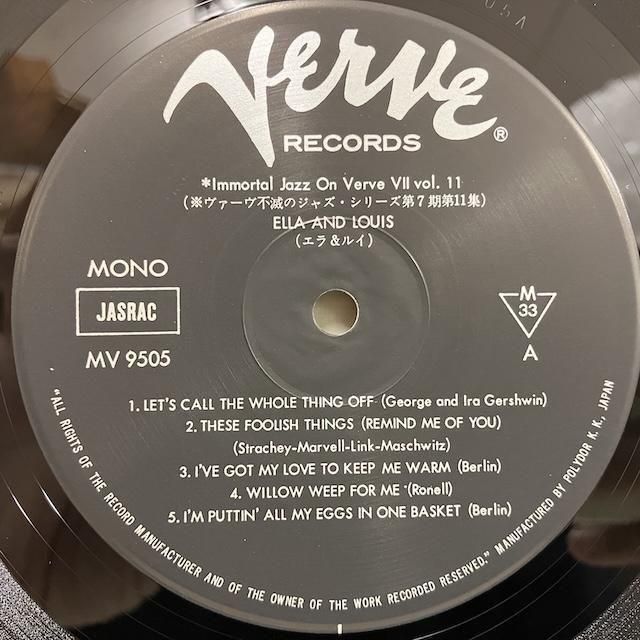 05A
Verve
RECORDS ®
*Immortal Jazz On Verve VII vol. 11
(※ヴァーヴ不滅のジャズ・シリーズ第7期第11集)
ELLA AND LOUIS
(エラ&ルイ)
MONO
JASRAC
MV 9505
M
33
A
1. LET'S CALL THE WHOLE THING OFF (George and Ira Gershwin)
2. THESE FOOLISH THINGS (REMIND ME OF YOU)
(Strachey-Marvell-Link-Maschwitz)
3. I'VE GOT MY LOVE TO KEEP ME WARM (Berlin)
4. WILLOW WEEP FOR ME (Ronell)
5. I'M PUTTIN' ALL MY EGGS IN ONE BASKET (Berlin)
"ALL RIGHTS OF THE RECORD MANUFACTURER AND OF THE OWNER OF THE WORK RECORDED RESERVED." MANUFACTURED BY POLYDOR K. K. JAPAN